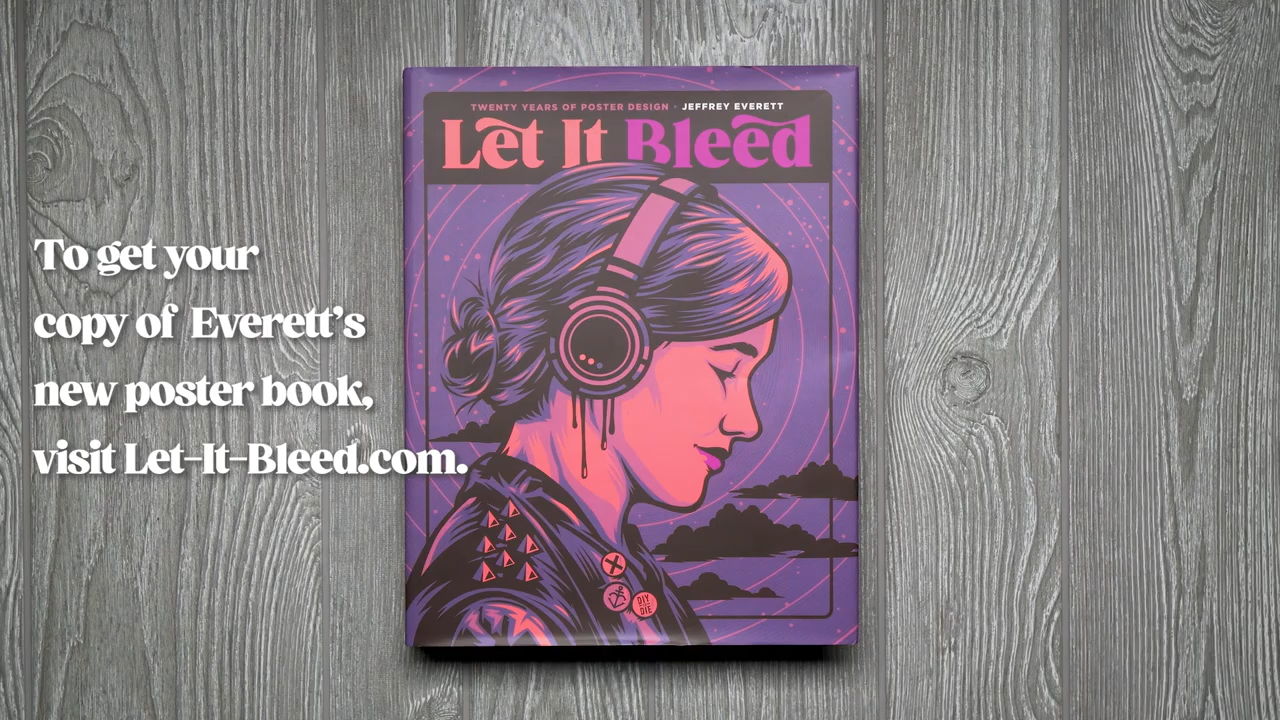 TWENTY YEARS OF POSTER DESIGN · JEFFREY EVERETT
Let It Bleed
To get your
copy of Everett's
new poster book,
visit Let-It-Bleed.com.
DIY
DIE